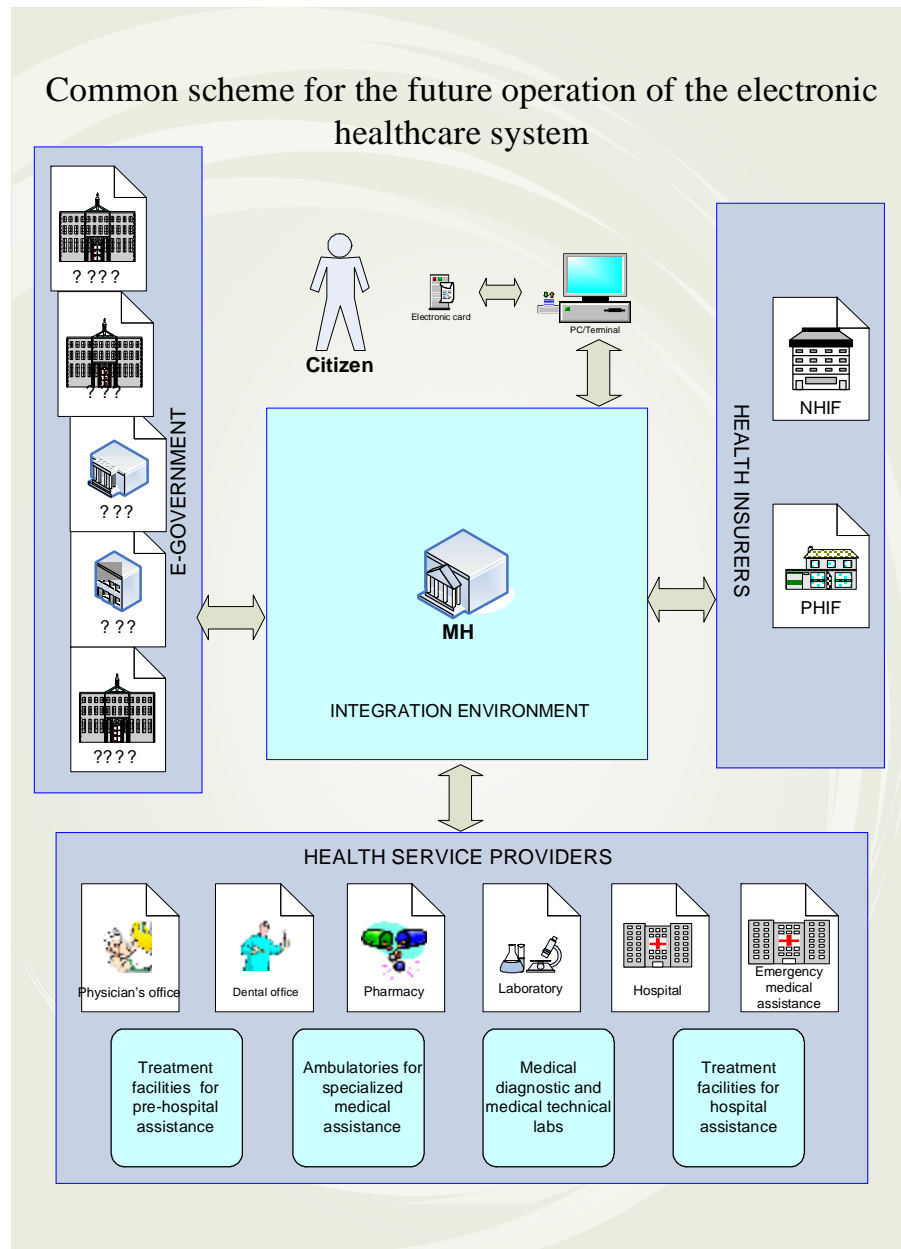 Common scheme for the future operation of the electronic
healthcare system
? ????
? ???
? ??
? ???
????
E-GOVERNMENT
Citizen
Electronic card
PC/Terminal
NHIF
PHIF
HEALTH INSURERS
MH
INTEGRATION ENVIRONMENT
HEALTH SERVICE PROVIDERS
Physician's office
Dental office
Pharmacy
Laboratory
Hospital
Emergency
medical
assistance
Treatment
facilities for
pre-hospital
assistance
Ambulatories for
specialized
medical
assistance
Medical
diagnostic and
medical technical
labs
Treatment
facilities for
hospital
assistance